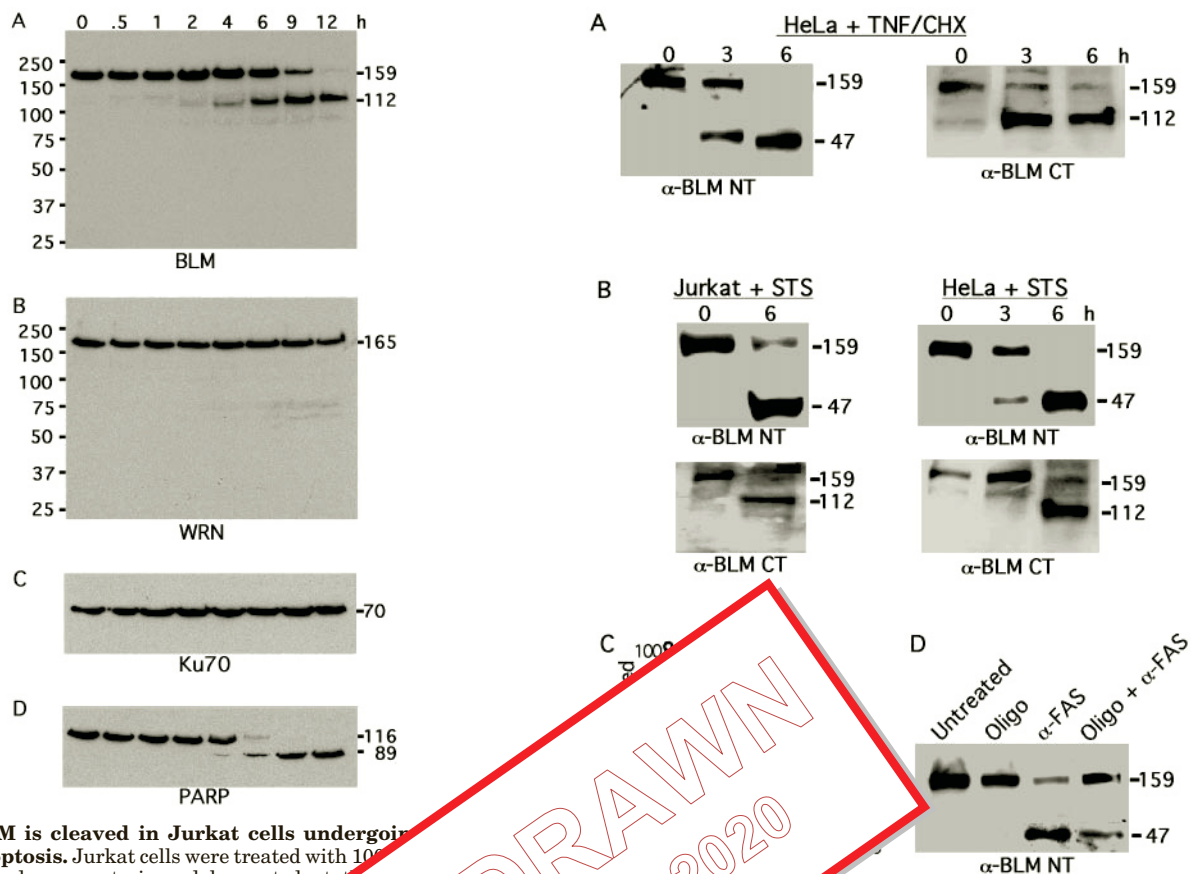 A
0 .5 1 2 4 6 9 12 h
250
150
100
75
50
37
25
-159
-112
BLM
B
250
150
100
75
50
37
25
-165
WRN
C
-70
Ku70
D
-116
89
PARP
M is cleaved in Jurkat cells undergoin
ptosis. Jurkat cells were treated with 100
A
HeLa + TNF/CHX
0 3 6
-159
- 47
α-BLM NT
0 3 6 h
-159
-112
α-BLM CT
B
Jurkat + STS
0 6
-159
- 47
α-BLM NT
-159
-112
α-BLM CT
HeLa + STS
0 3 6 h
-159
- 47
α-BLM NT
-159
-112
α-BLM CT
C
100
ed
D
Untreated
Oligo
α-FAS
Oligo + α-FAS
-159
- 47
α-BLM NT
DRAWN
2020